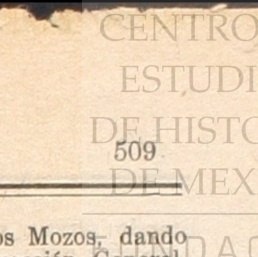 CENTRO
ESTUDI
DE HISTO
509
DE MEX
os Mozos, dando